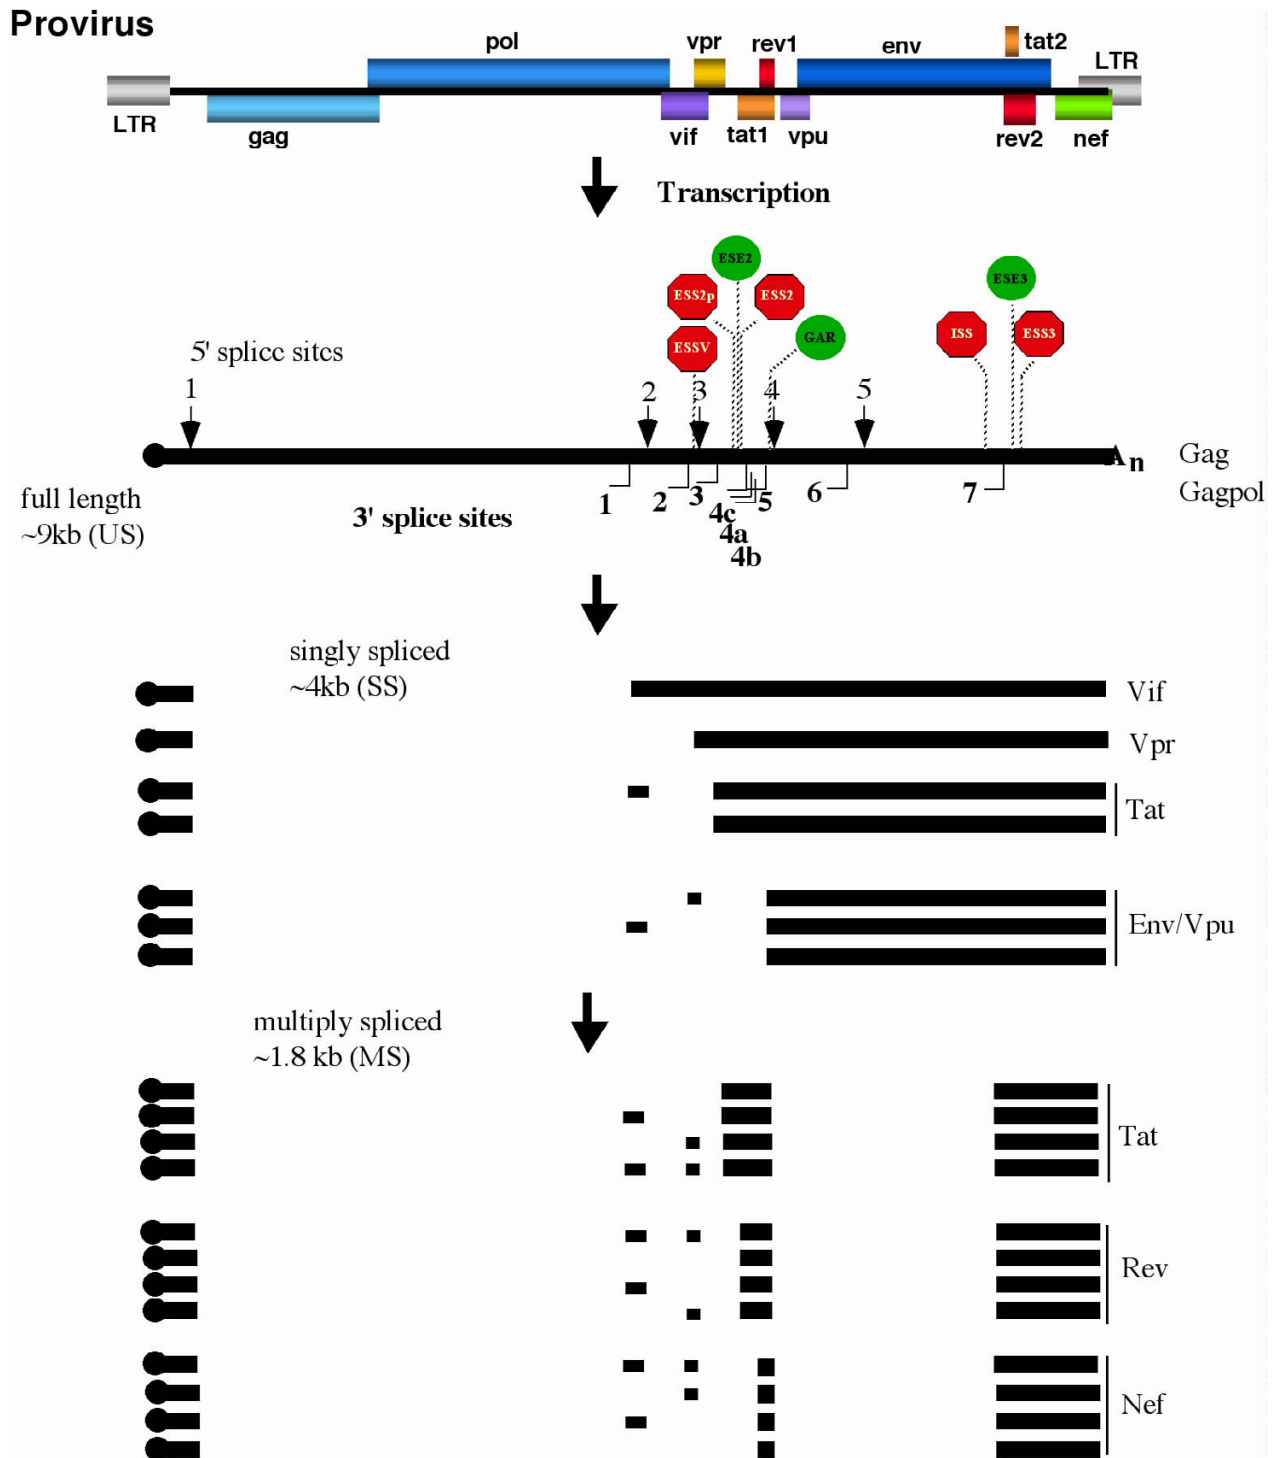 Provirus
pol vpr rev1 env tat2 LTR
LTR gag vif tat1 vpu rev2 nef
Transcription
ESE2
ESS2p ESS2 ESE3
ESSV GAR ISS ESS3
5' splice sites
1 2 3 4 5
An Gag
Gagpol
full length
~9kb (US)
3' splice sites
1 2 3 4c 5 6 7
4a
4b
singly spliced
~4kb (SS)
Vif
Vpr
Tat
Env/Vpu
multiply spliced
~1.8 kb (MS)
Tat
Rev
Nef